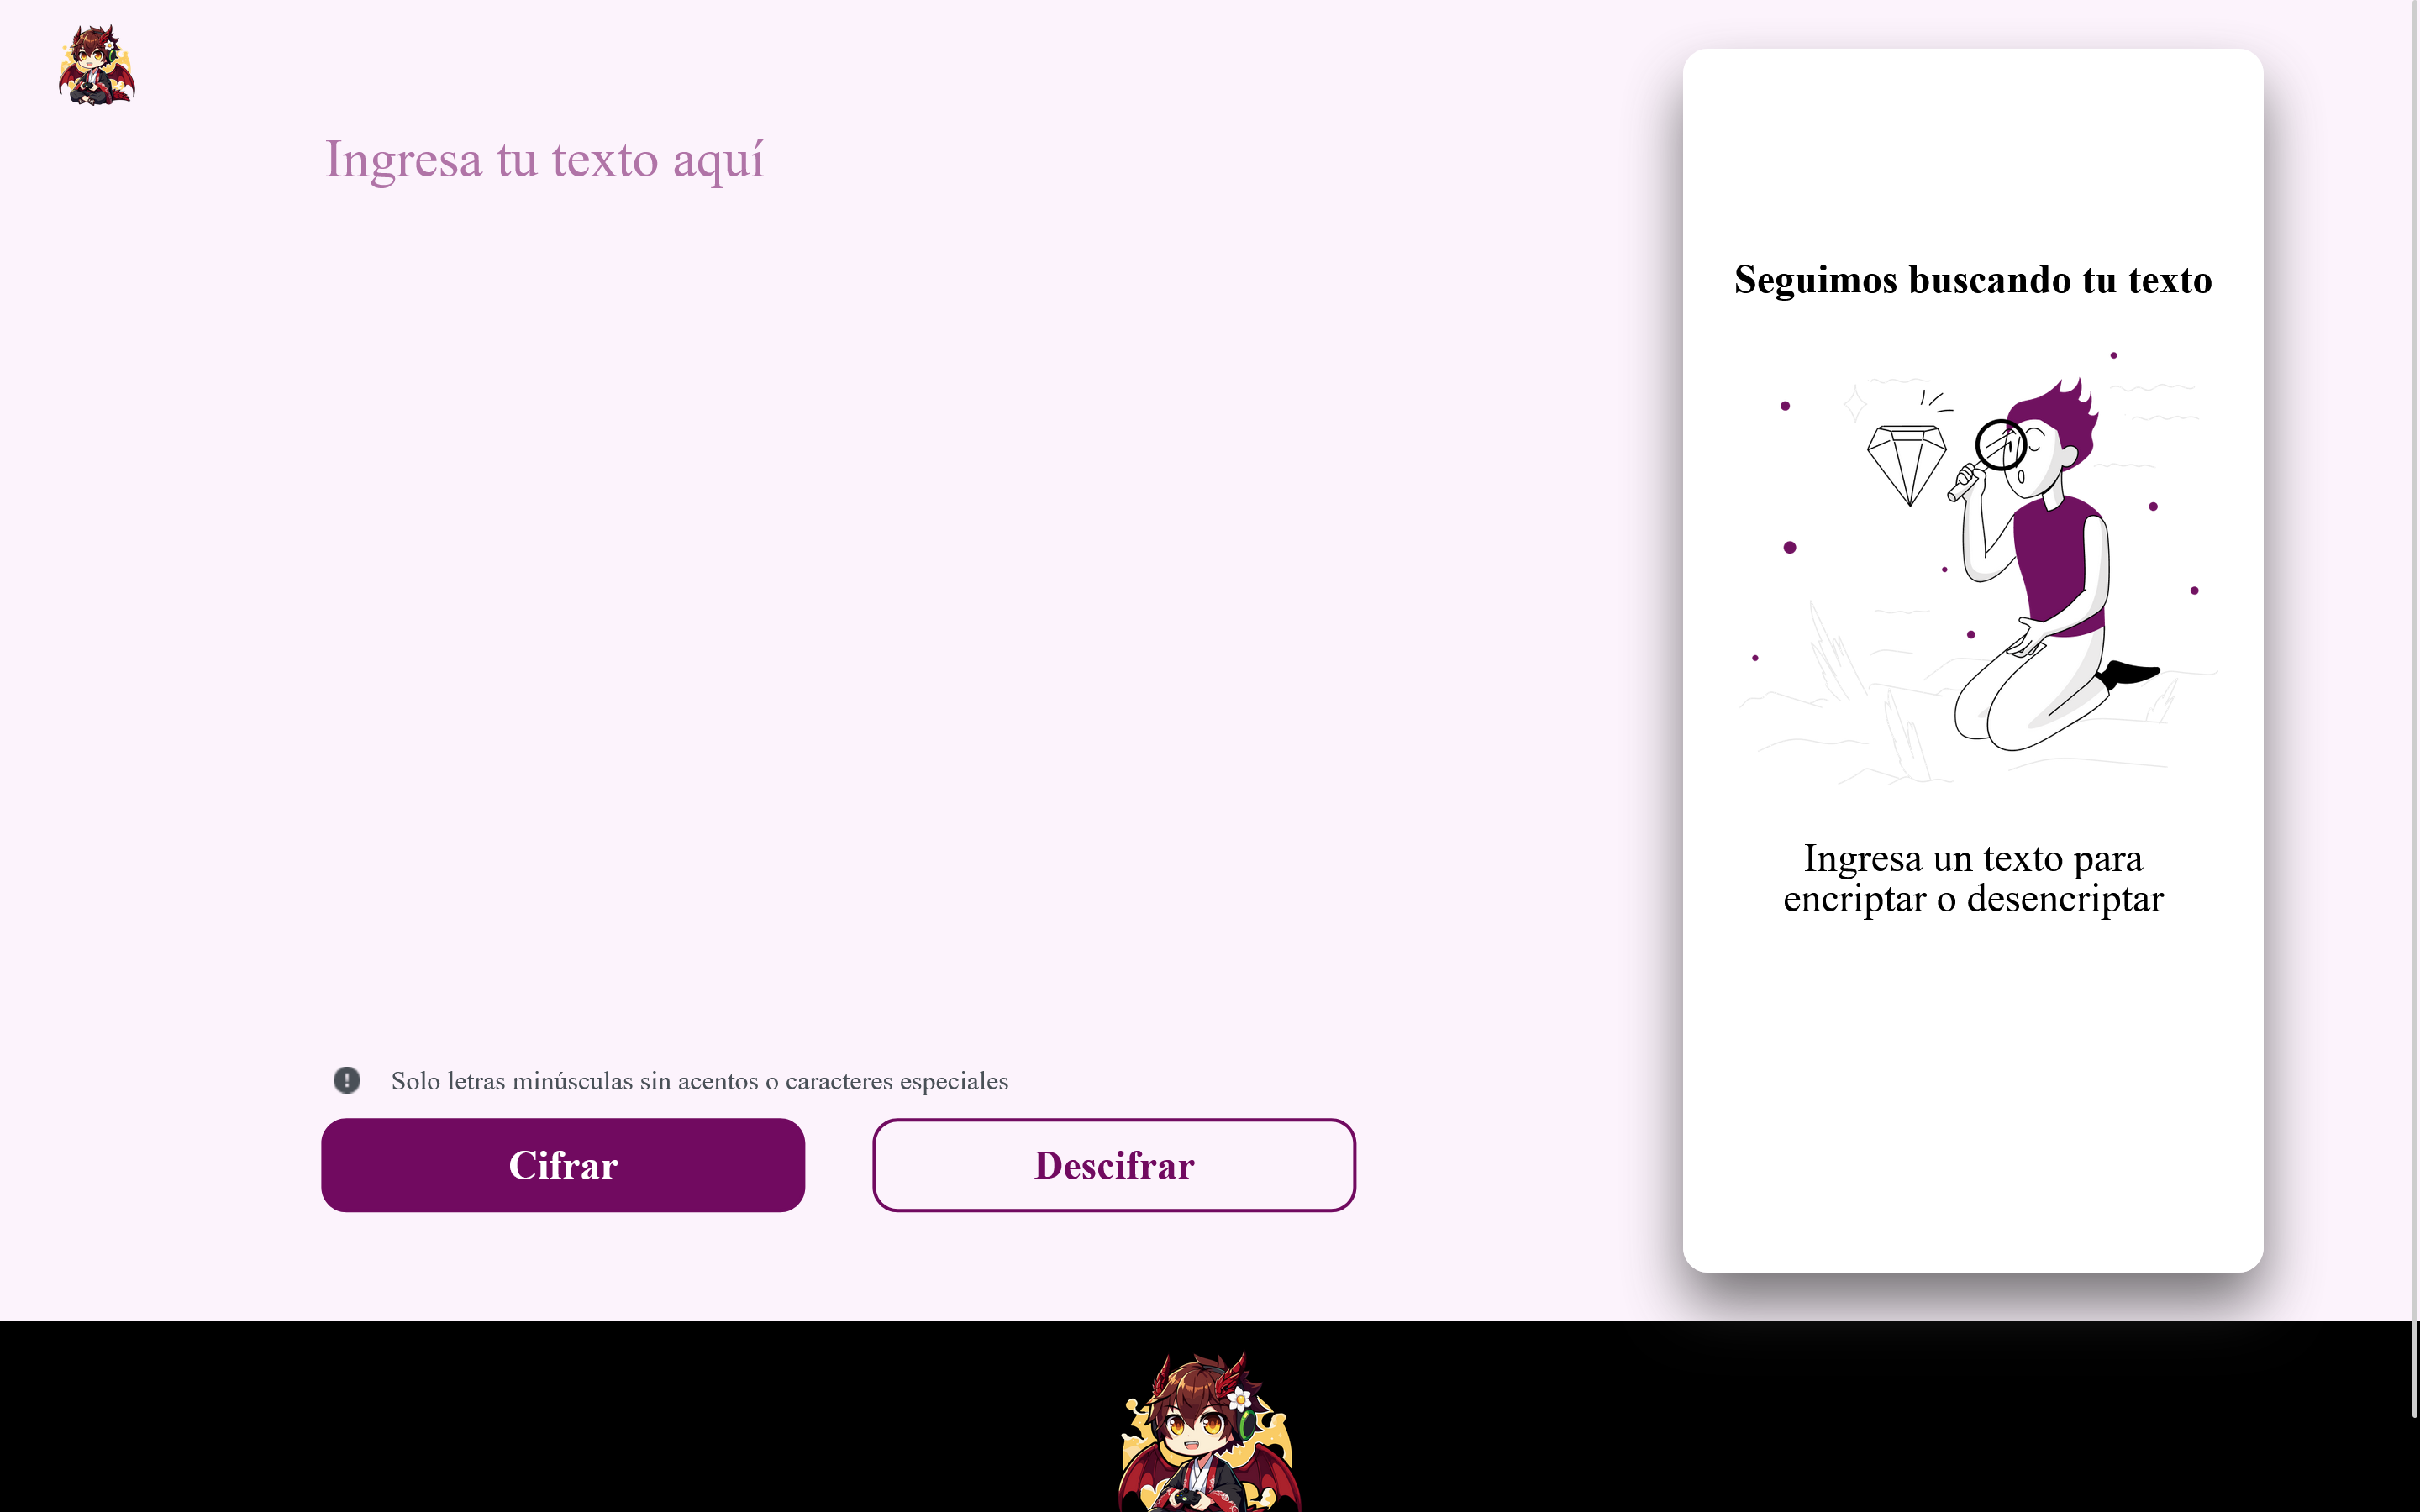 Ingresa tu texto aquí
Solo letras minúsculas sin acentos o caracteres especiales
Cifrar
Descifrar
Seguimos buscando tu texto
Ingresa un texto para
encriptar o desencriptar